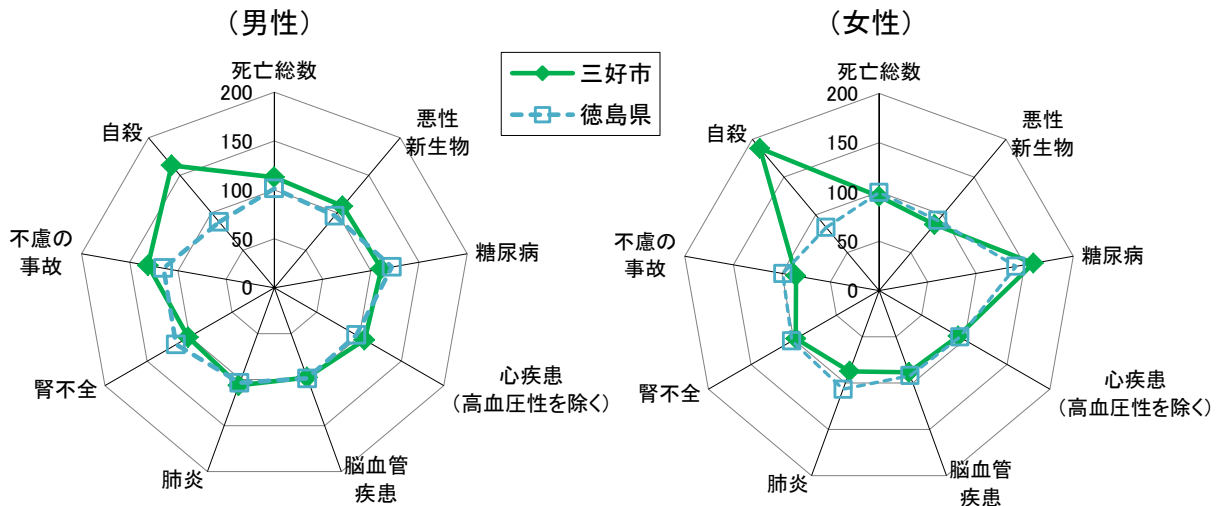 （男性）
死亡総数
200
150
100
50
0
悪性
新生物
糖尿病
心疾患
（高血圧性を除く）
脳血管
疾患
肺炎
腎不全
不慮の
事故
自殺
三好市
徳島県
（女性）
死亡総数
200
150
100
50
0
悪性
新生物
糖尿病
心疾患
（高血圧性を除く）
脳血管
疾患
肺炎
腎不全
不慮の
事故
自殺